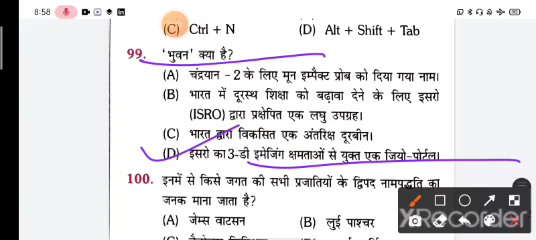 8:58
(C) Ctrl + N (D) Alt + Shift + Tab
99. 'भुवन' क्या है?
(A) चंद्रयान - 2 के लिए मून इम्पैक्ट प्रोब को दिया गया नाम।
(B) भारत में दूरस्थ शिक्षा को बढ़ावा देने के लिए इसरो
(ISRO) द्वारा प्रक्षेपित एक लघु उपग्रह।
(C) भारत द्वारा विकसित एक अंतरिक्ष दूरबीन।
(D) इसरो का 3-डी इमेजिंग क्षमताओं से युक्त एक जियो-पोर्टल।
100. इनमें से किसे जगत की सभी प्रजातियों के द्विपद नामपद्धति का
जनक माना जाता है?
(A) जेम्स वाटसन (B) लुई पाश्चर